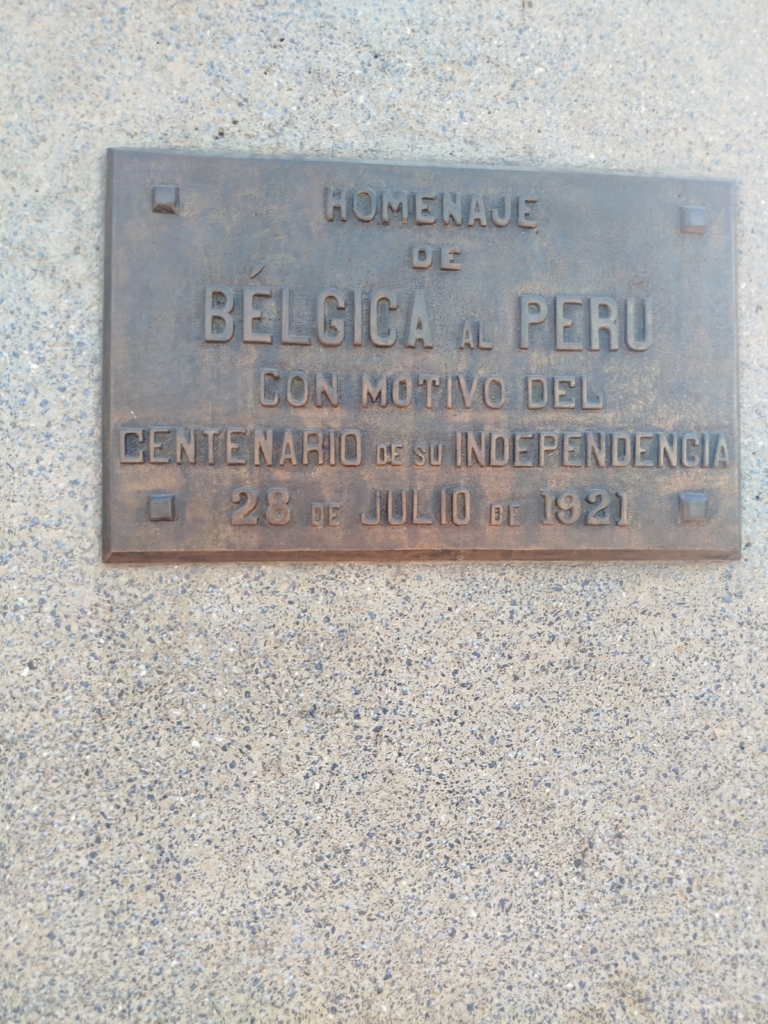 HOMENAJE
DE
BÉLGICA AL PERU
CON MOTIVO DEL
CENTENARIO DE SU INDEPENDENCIA
28 DE JULIO DE 1921